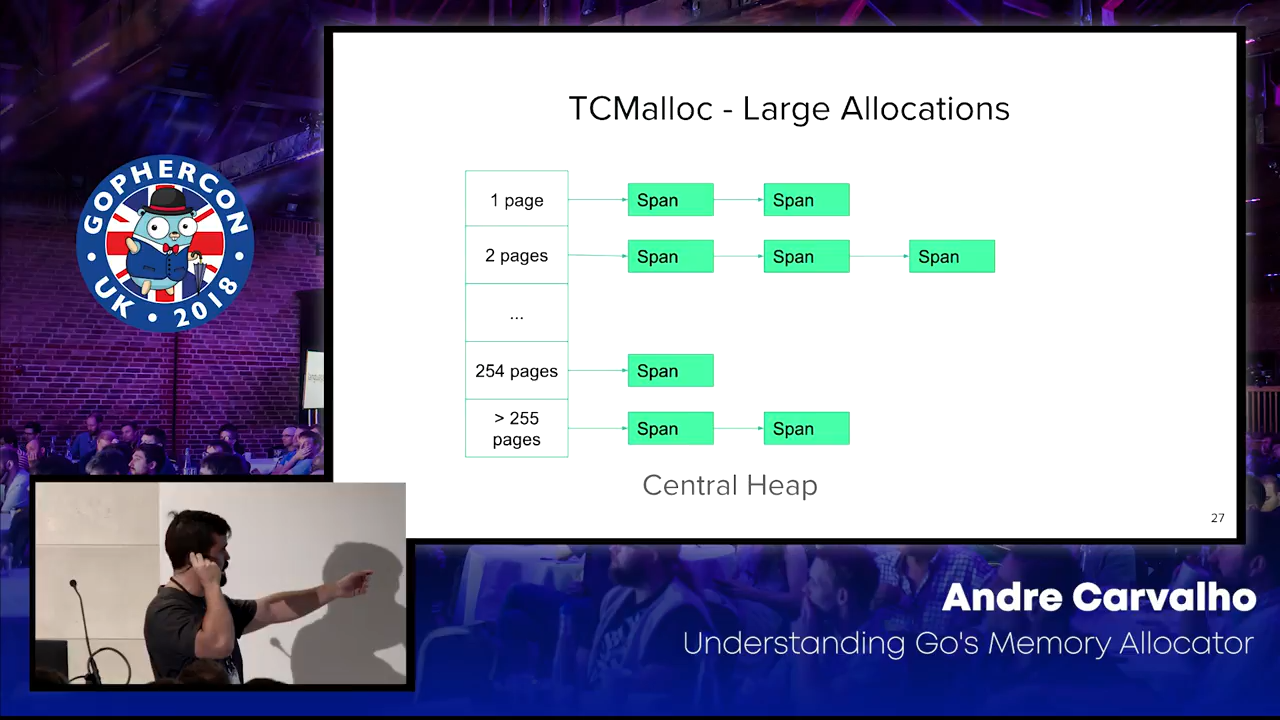 TCMalloc - Large Allocations
1 page
Span
Span
2 pages
Span
Span
Span
...
254 pages
Span
> 255
pages
Span
Span
Central Heap
27
GOPHERCON
UK • 2018
Andre Carvalho
Understanding Go's Memory Allocator